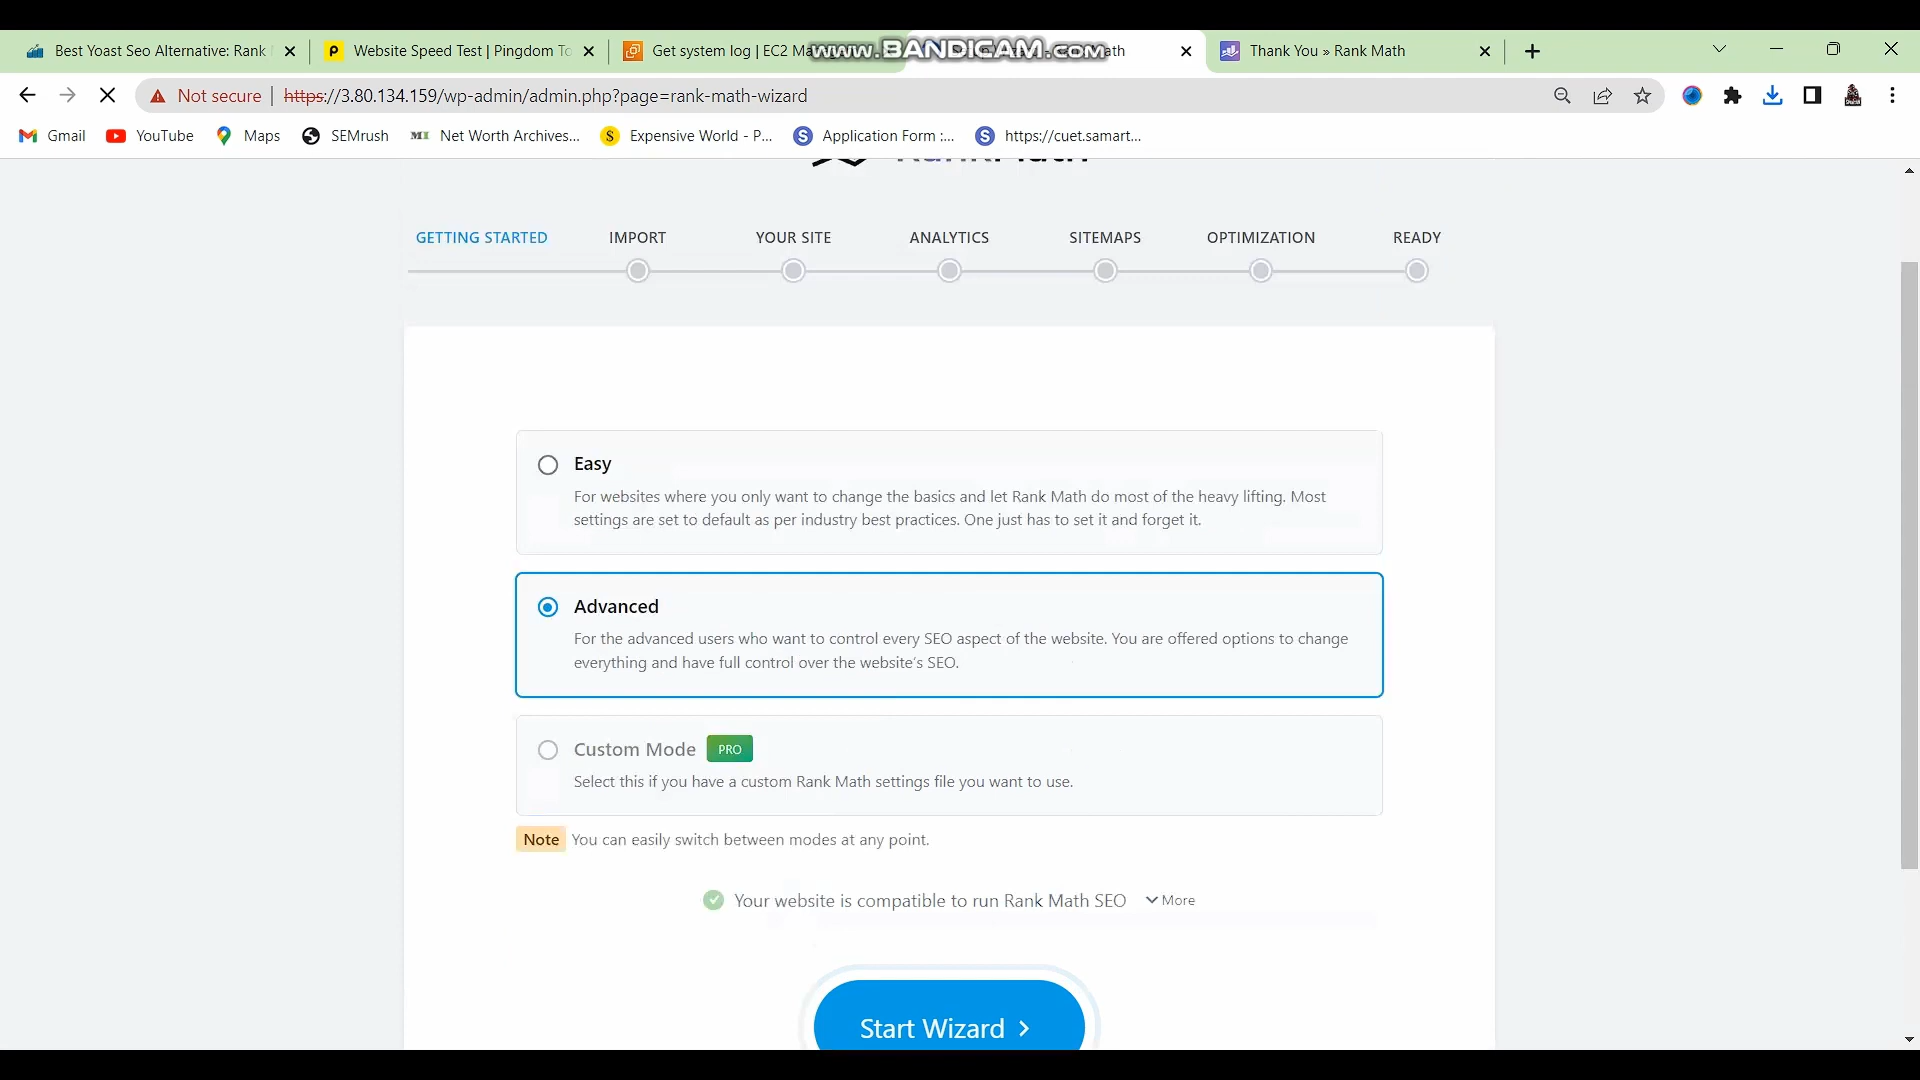 Best Yoast Seo Alternative: Rank
Website Speed Test | Pingdom To
Get system log | EC2 Ma
www.BANDICAM.com
Math
Thank You » Rank Math
Not secure
https://3.80.134.159/wp-admin/admin.php?page=rank-math-wizard
Gmail
YouTube
Maps
SEMrush
Net Worth Archives...
Expensive World - P...
Application Form :...
https://cuet.samart...
GETTING STARTED
IMPORT
YOUR SITE
ANALYTICS
SITEMAPS
OPTIMIZATION
READY
Easy
For websites where you only want to change the basics and let Rank Math do most of the heavy lifting. Most
settings are set to default as per industry best practices. One just has to set it and forget it.
Advanced
For the advanced users who want to control every SEO aspect of the website. You are offered options to change
everything and have full control over the website's SEO.
Custom Mode PRO
Select this if you have a custom Rank Math settings file you want to use.
Note You can easily switch between modes at any point.
Your website is compatible to run Rank Math SEO More
Start Wizard